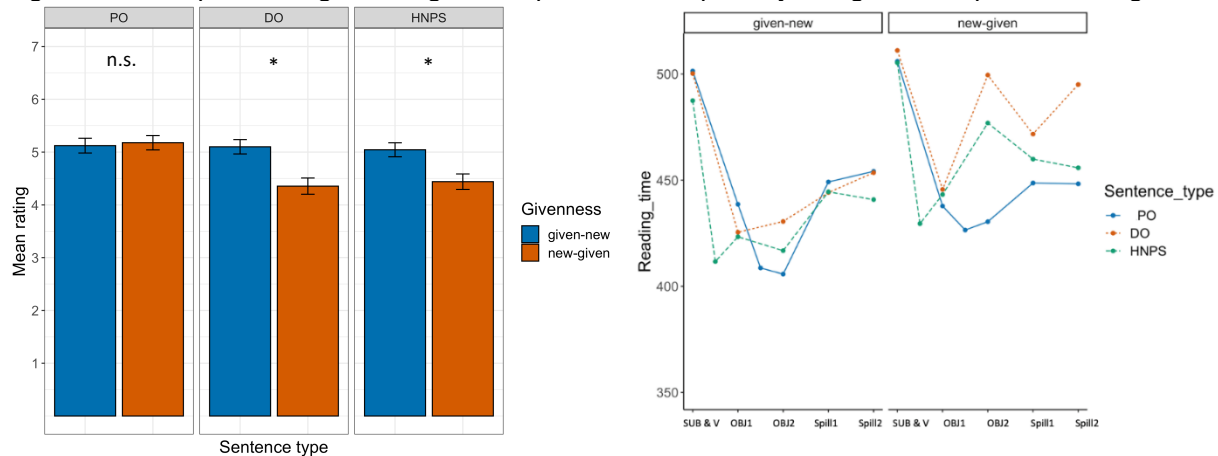 PO
DO
HNPS
n.s.
*
*
7
6
5
4
3
2
1
Mean rating
Sentence type
Givenness
given-new
new-given
given-new
new-given
500
450
400
350
Reading_time
SUB & V
OBJ1
OBJ2
Spill1
Spill2
SUB & V
OBJ1
OBJ2
Spill1
Spill2
Sentence_type
PO
DO
HNPS